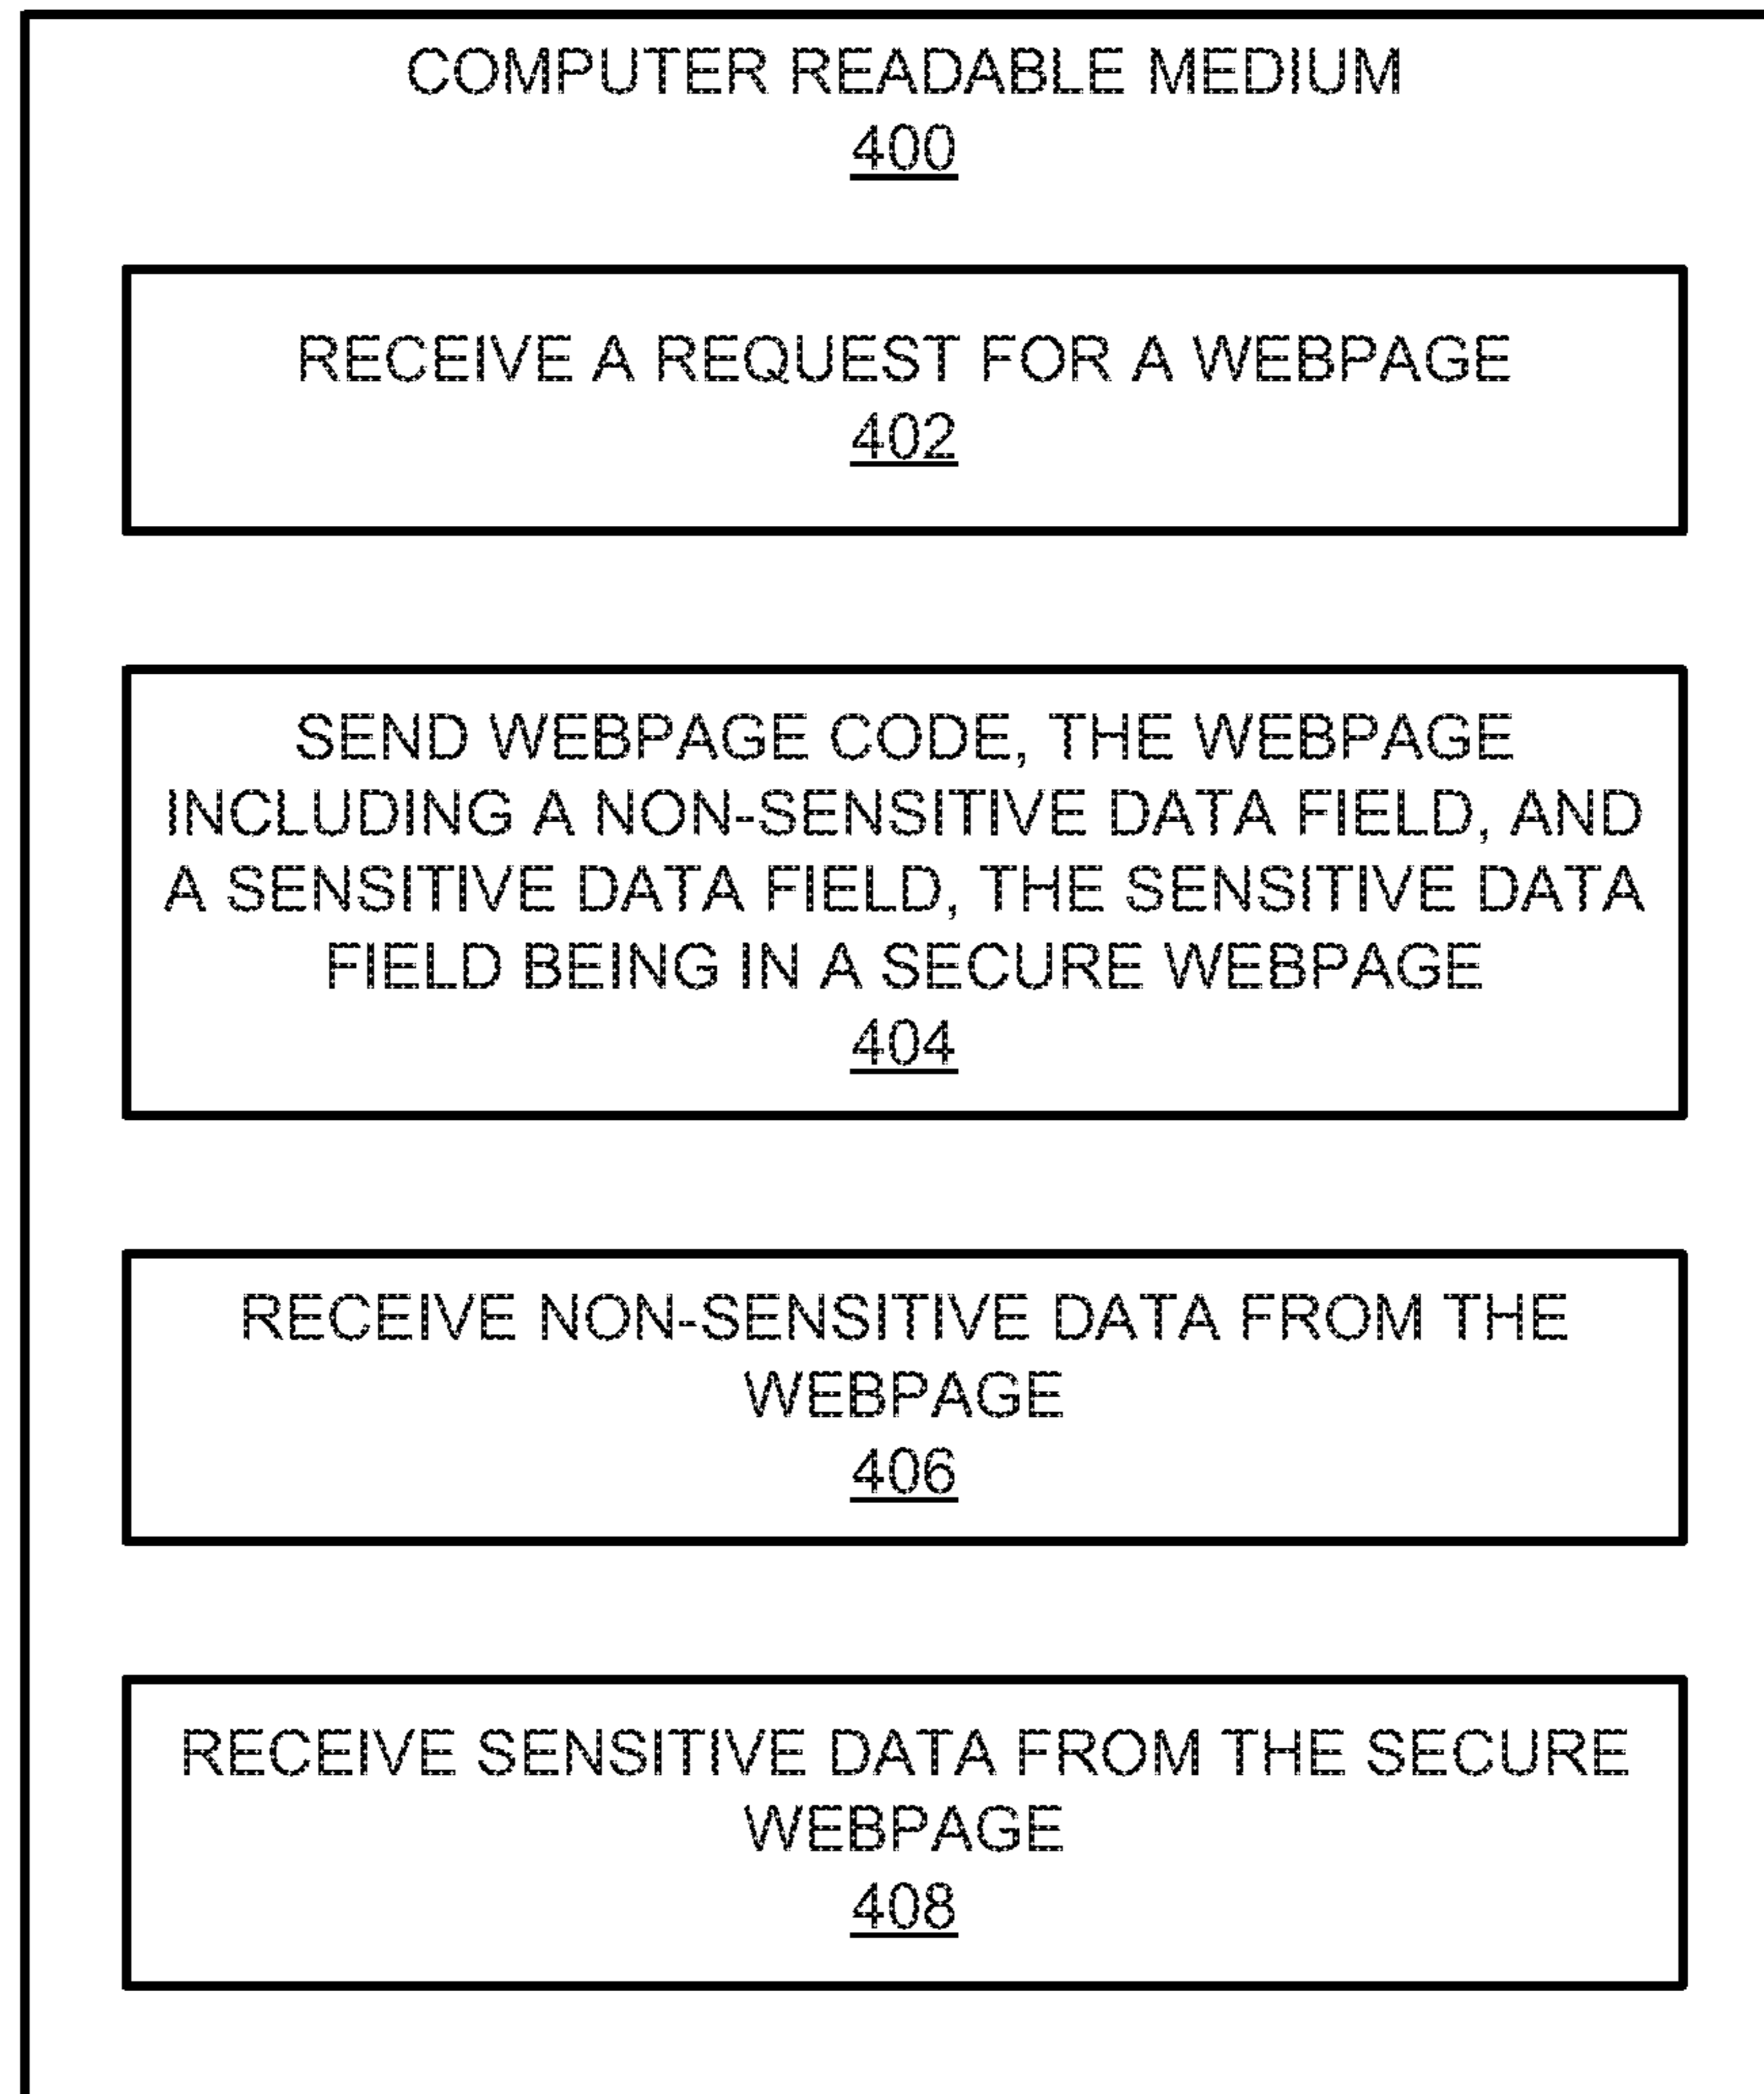 COMPUTER READABLE MEDIUM
400
RECEIVE A REQUEST FOR A WEBPAGE
402
SEND WEBPAGE CODE, THE WEBPAGE
INCLUDING A NON-SENSITIVE DATA FIELD, AND
A SENSITIVE DATA FIELD, THE SENSITIVE DATA
FIELD BEING IN A SECURE WEBPAGE
404
RECEIVE NON-SENSITIVE DATA FROM THE
WEBPAGE
406
RECEIVE SENSITIVE DATA FROM THE SECURE
WEBPAGE
408